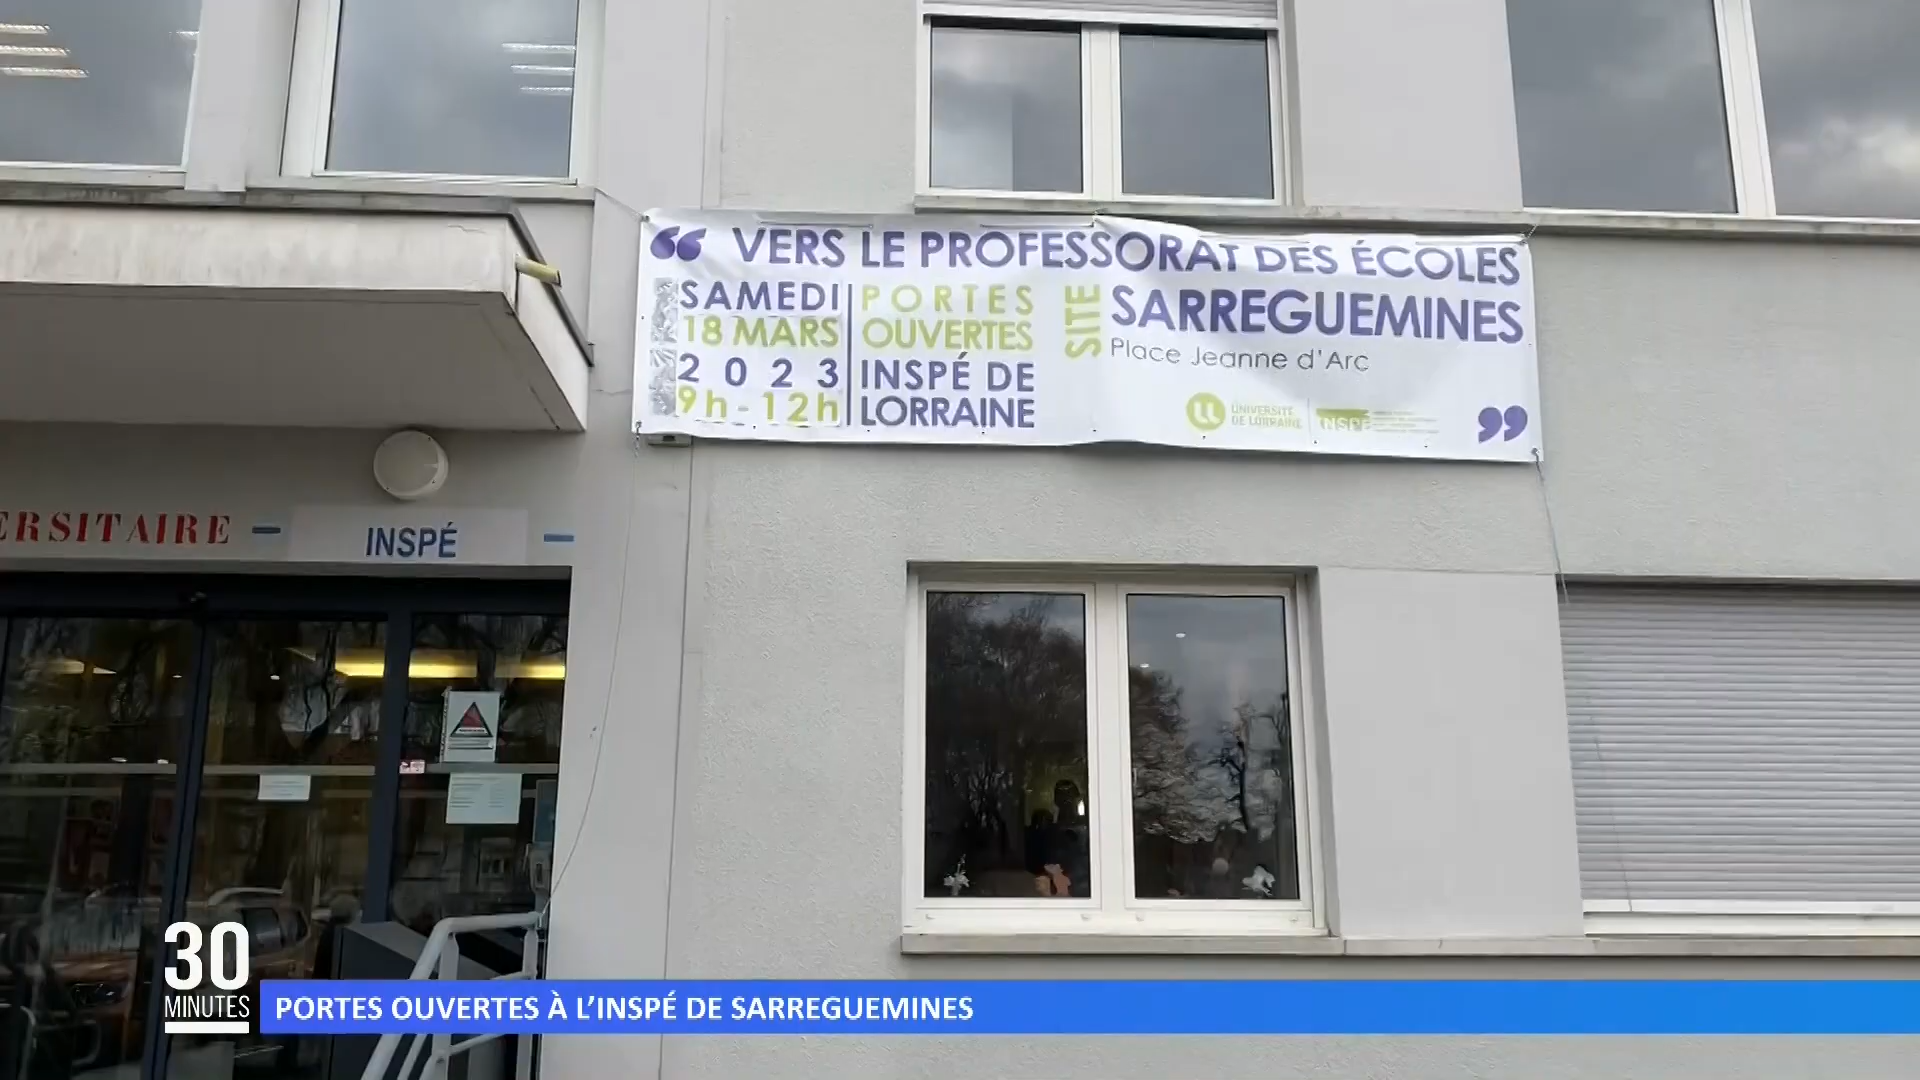 “ VERS LE PROFESSORAT DES ÉCOLES
SAMEDI
18 MARS
2023
9h - 12h
PORTES
OUVERTES
INSPÉ DE
LORRAINE
SITE
SARREGUEMINES
Place Jeanne d'Arc
UNIVERSITÉ
DE LORRAINE
INSPÉ
”
ERSITAIRE - INSPÉ -
30
MINUTES
PORTES OUVERTES À L’INSPÉ DE SARREGUEMINES